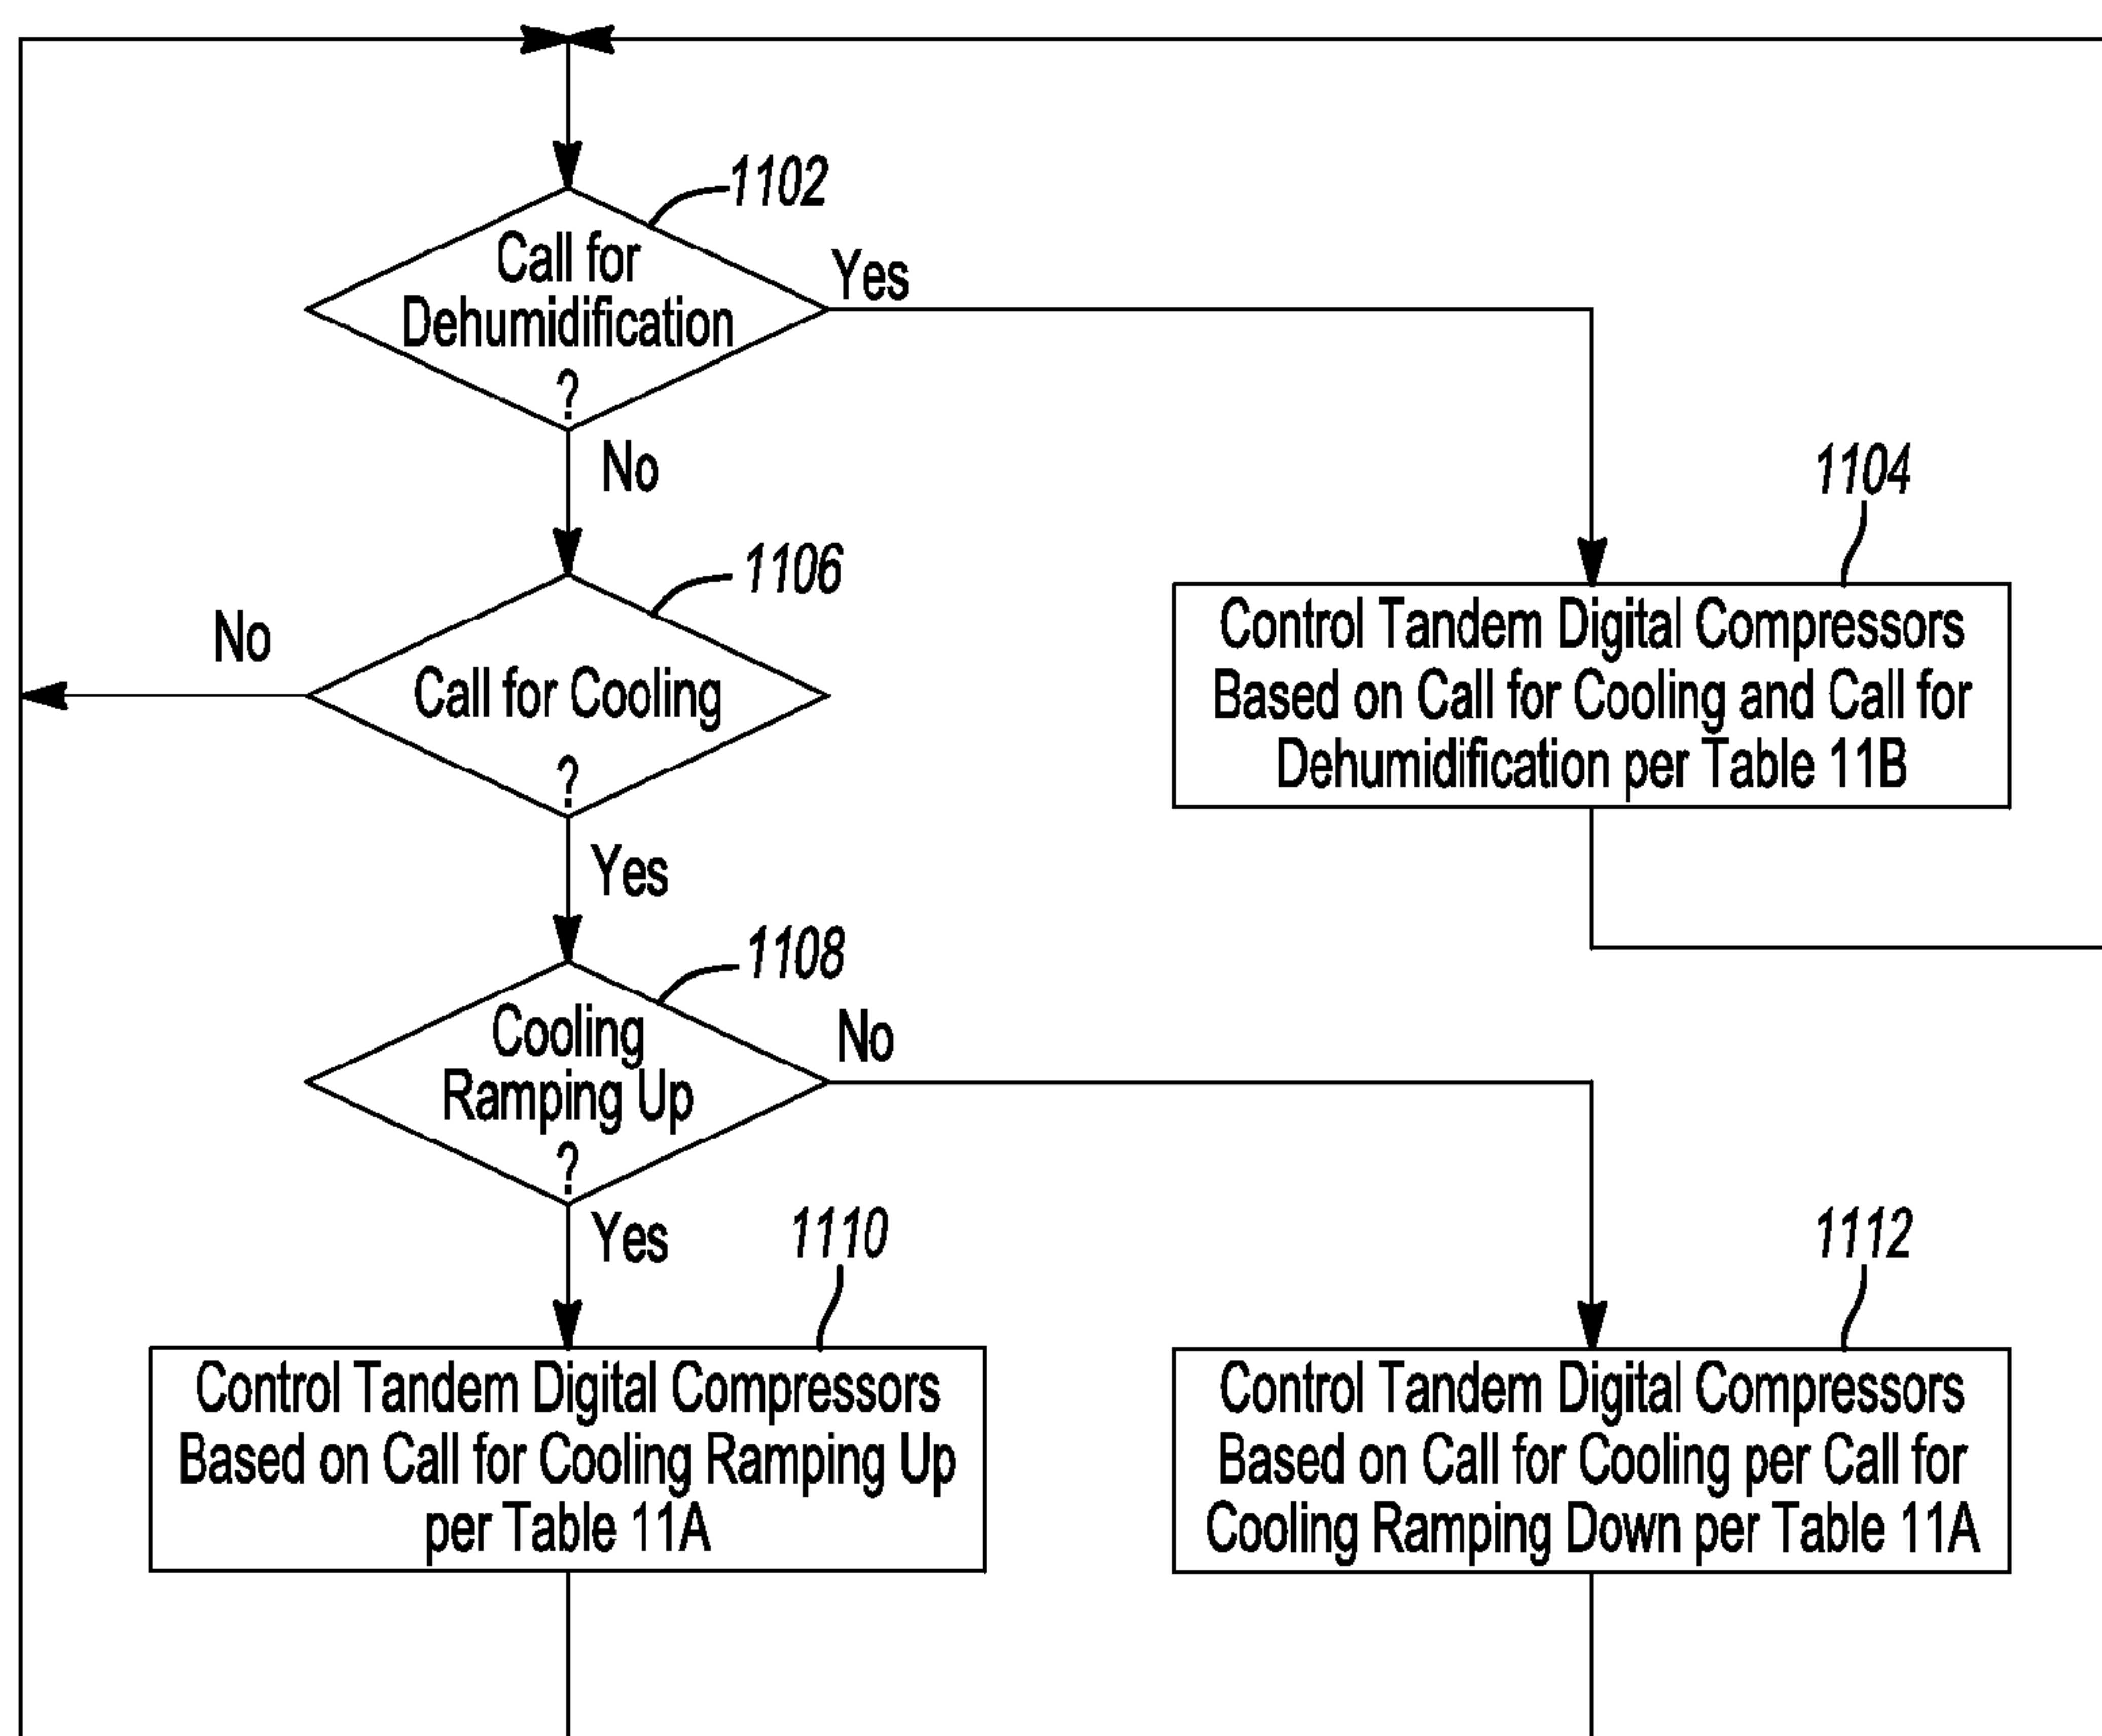 1102
Call for
Dehumidification
?
Yes
No
1104
Control Tandem Digital Compressors
Based on Call for Cooling and Call for
Dehumidification per Table 11B
1106
Call for Cooling
?
No
Yes
1108
Cooling
Ramping Up
?
No
Yes
1110
Control Tandem Digital Compressors
Based on Call for Cooling Ramping Up
per Table 11A
1112
Control Tandem Digital Compressors
Based on Call for Cooling per Call for
Cooling Ramping Down per Table 11A